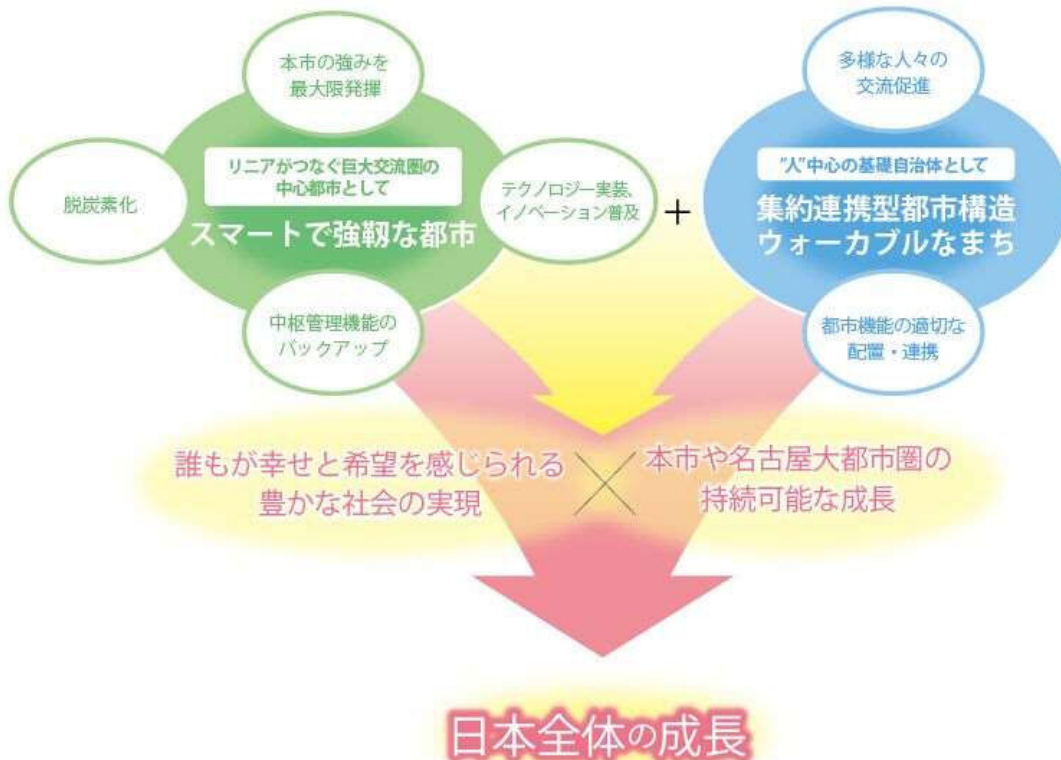 本市の強みを
最大限発揮
脱炭素化
リニアがつなぐ巨大交流圏の
中心都市として
スマートで強靱な都市
テクノロジー実装、
イノベーション普及
中枢管理機能の
バックアップ
+
多様な人々の
交流促進
"人"中心の基礎自治体として
集約連携型都市構造
ウォーカブルなまち
都市機能の適切な
配置・連携
誰もが幸せと希望を感じられる
豊かな社会の実現
×
本市や名古屋大都市圏の
持続可能な成長
日本全体の成長